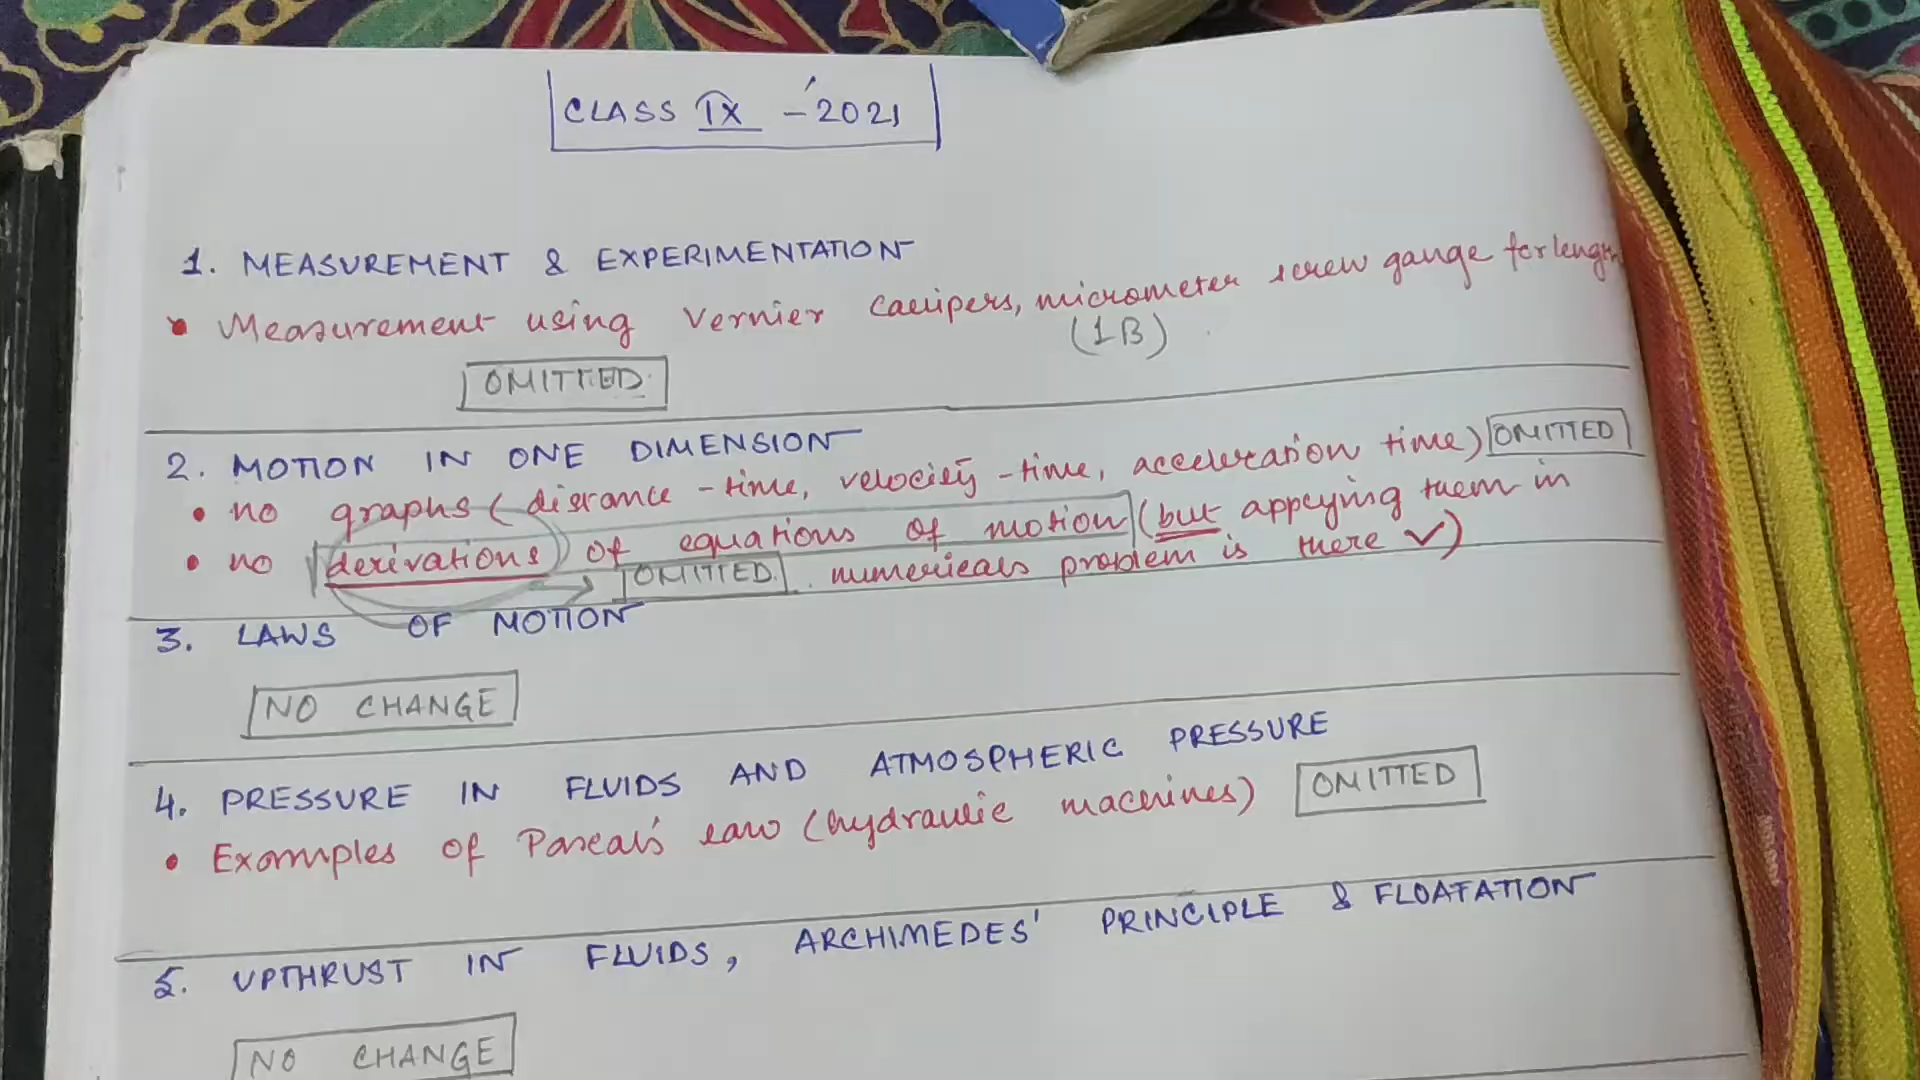 CLASS IX - '2021
1. MEASUREMENT & EXPERIMENTATION
• Measurement using Vernier Callipers, micrometer screw gauge for length
(1B)
OMITTED
2. MOTION IN ONE DIMENSION
• no graphs (distance - time, velocity - time, acceleration time) OMITTED
• no derivations of equations of motion (but applying them in
OMITTED. numericals problem is there ✓)
3. LAWS OF MOTION
NO CHANGE
4. PRESSURE IN FLUIDS AND ATMOSPHERIC PRESSURE
• Examples of Pascal's law (hydraulic machines) OMITTED
5. UPTHRUST IN FLUIDS, ARCHIMEDES' PRINCIPLE & FLOATATION
NO CHANGE